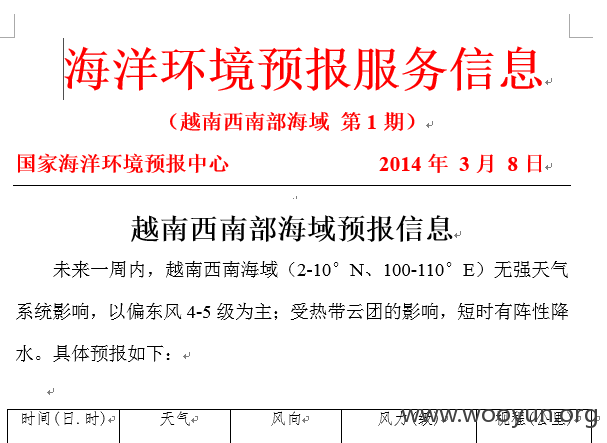 海洋环境预报服务信息
（越南西南部海域 第 1 期）
国家海洋环境预报中心 2014 年 3 月 8 日
越南西南部海域预报信息
未来一周内，越南西南海域（2-10°N、100-110°E）无强天气
系统影响，以偏东风 4-5 级为主；受热带云团的影响，短时有阵性降
水。具体预报如下：
时间(日.时) 天气 风向 风力(级) 视程(公里)
www.wooyun.org